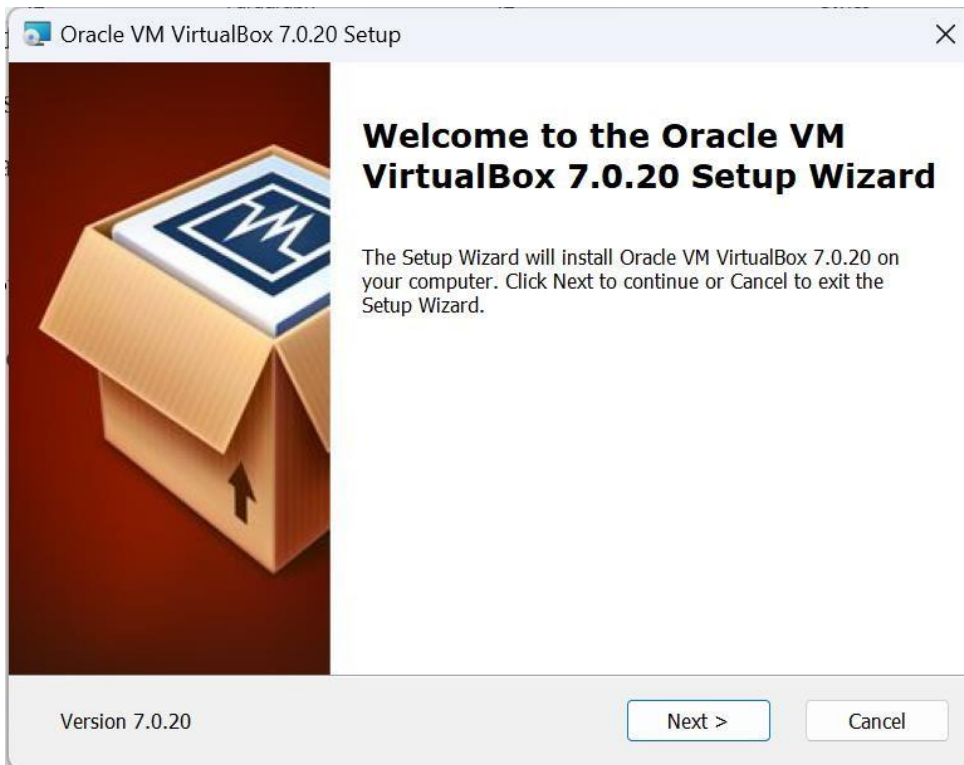 Oracle VM VirtualBox 7.0.20 Setup
Welcome to the Oracle VM
VirtualBox 7.0.20 Setup Wizard
The Setup Wizard will install Oracle VM VirtualBox 7.0.20 on
your computer. Click Next to continue or Cancel to exit the
Setup Wizard.
Version 7.0.20
Next >
Cancel